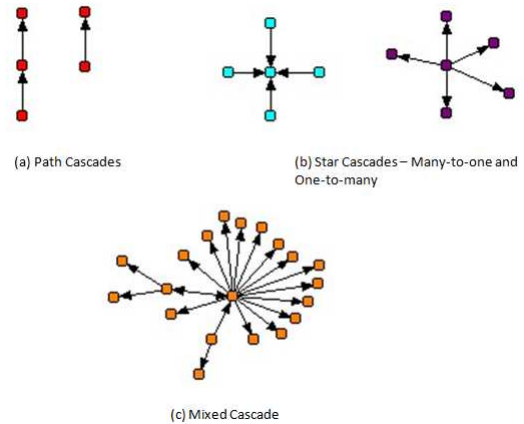 (a) Path Cascades
(b) Star Cascades – Many-to-one and
One-to-many
(c) Mixed Cascade